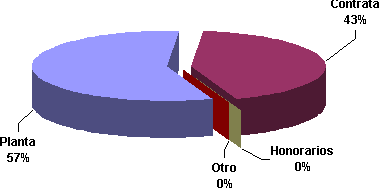 Contrata
43%
Planta
57%
Otro
0%
Honorarios
0%